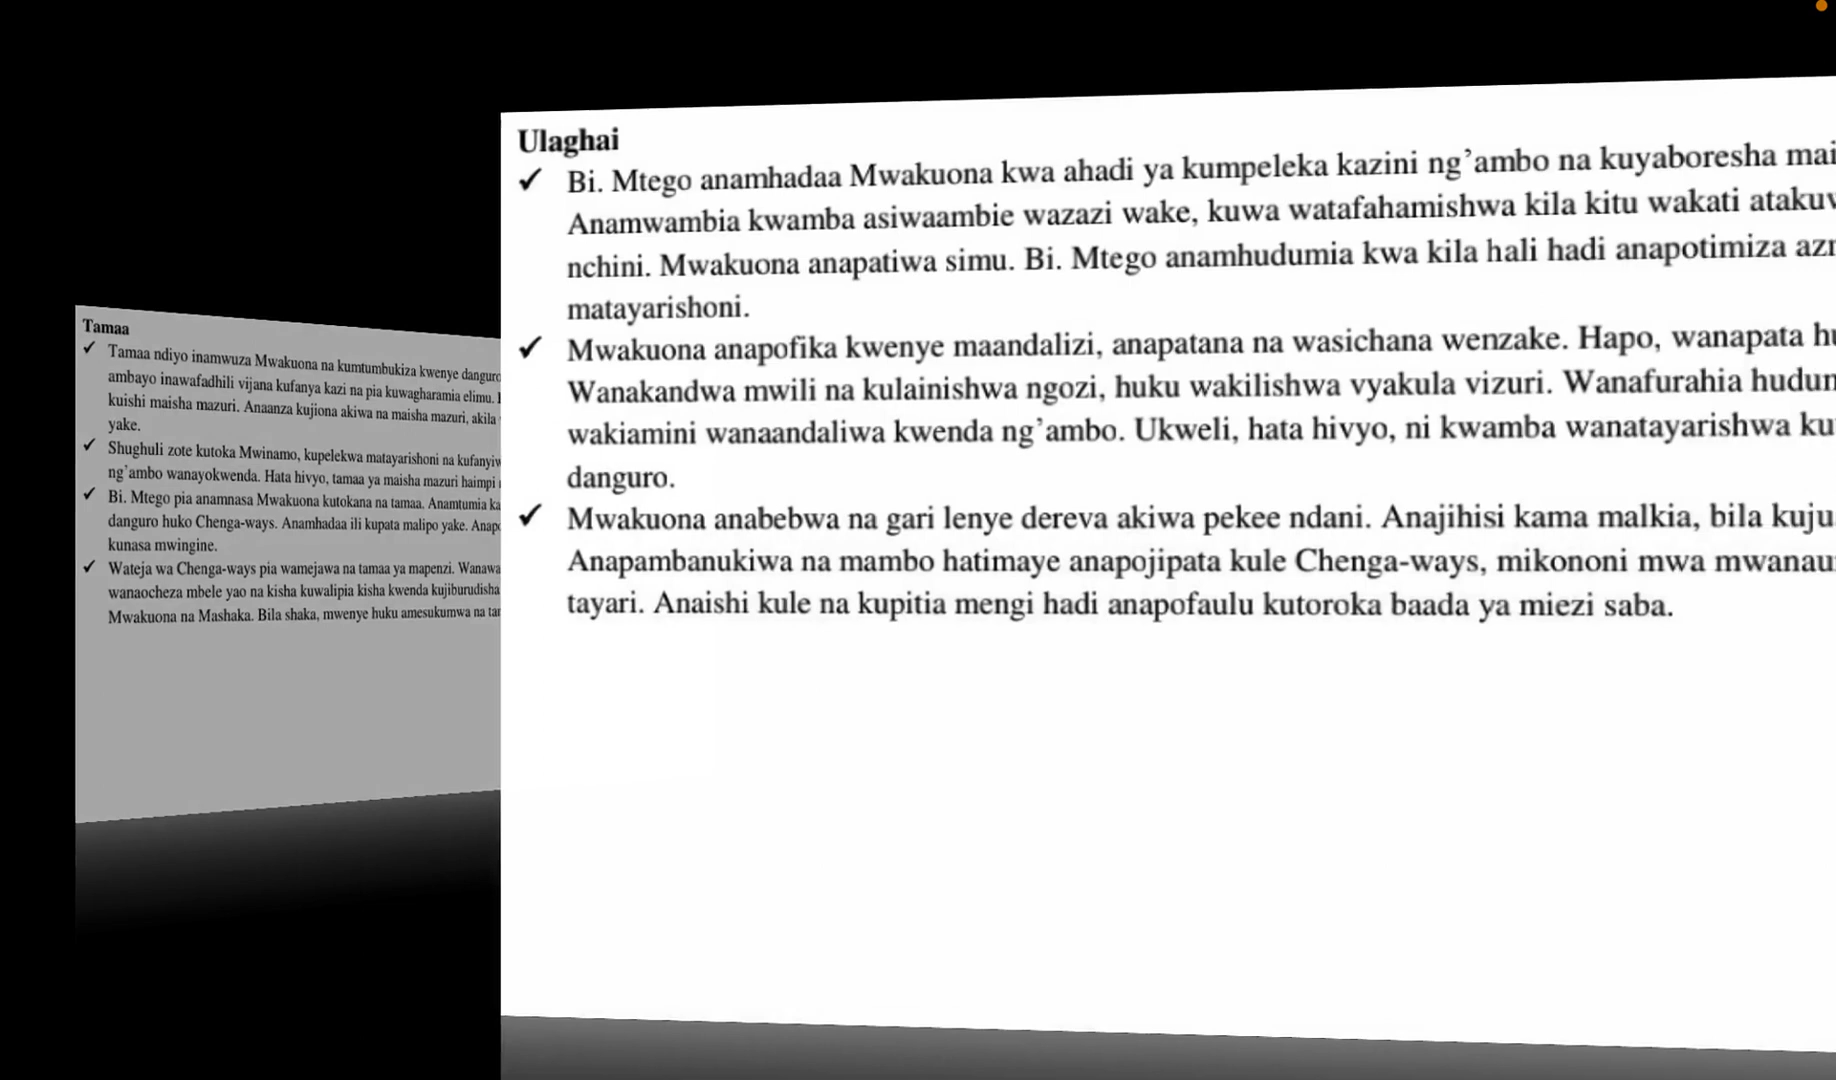 Tamaa
✓ Tamaa ndiyo inamwuza Mwakuona na kumtumbukiza kwenye danguro
ambayo inawafadhili vijana kufanya kazi na pia kuwagharamia elimu.
kuishi maisha mazuri. Anaanza kujiona akiwa na maisha mazuri, akila
yake.
✓ Shughuli zote kutoka Mwinamo, kupelekwa matayarishoni na
ng’ambo wanayokwenda. Hata hivyo, tamaa ya maisha mazuri haimpi
✓ Bi. Mtego pia anamnasa Mwakuona kutokana na tamaa. Anamtumia
danguro huko Chenga-ways. Anamhadaa ili kupata malipo yake.
kunasa mwingine.
✓ Wateja wa Chenga-ways pia wamejawa na tamaa ya mapenzi.
wanaocheza mbele yao na kisha kuwalipia kisha kwenda kujiburudisha
Mwakuona na Mashaka. Bila shaka, mwenye huku amesukumwa na
Ulaghai
✓ Bi. Mtego anamhadaa Mwakuona kwa ahadi ya kumpeleka kazini ng’ambo na kuyaboresha
Anamwambia kwamba asiwaambie wazazi wake, kuwa watafahamishwa kila kitu wakati
nchini. Mwakuona anapatiwa simu. Bi. Mtego anamhudumia kwa kila hali hadi anapotimiza
matayarishoni.
✓ Mwakuona anapofika kwenye maandalizi, anapatana na wasichana wenzake. Hapo, wanapata
Wanakandwa mwili na kulainishwa ngozi, huku wakilishwa vyakula vizuri. Wanafurahia
wakiamini wanaandaliwa kwenda ng’ambo. Ukweli, hata hivyo, ni kwamba wanatayarishwa
danguro.
✓ Mwakuona anabebwa na gari lenye dereva akiwa pekee ndani. Anajihisi kama malkia, bila
Anapambanukiwa na mambo hatimaye anapojipata kule Chenga-ways, mikononi mwa
tayari. Anaishi kule na kupitia mengi hadi anapofaulu kutoroka baada ya miezi saba.